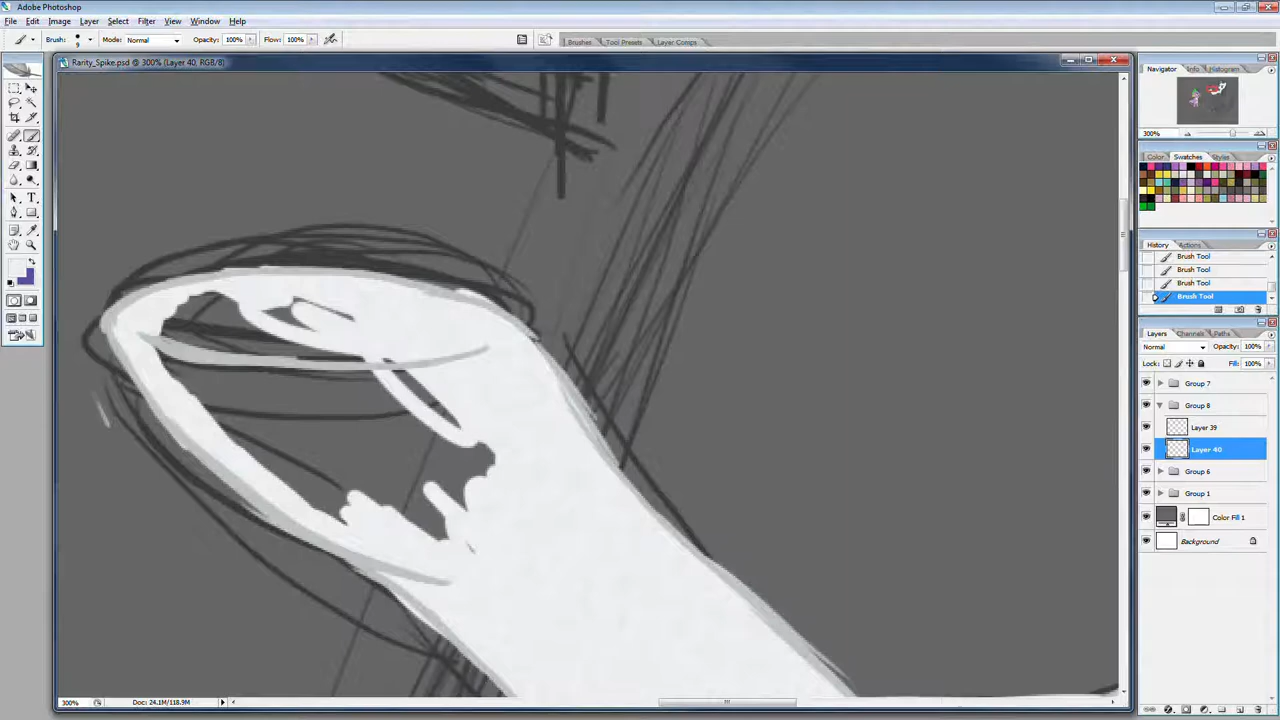 Adobe Photoshop
File Edit Image Layer Select Filter View Window Help
Brush: 9 Mode: Normal Opacity: 100% Flow: 100% Brushes Tool Presets Layer Comps
Rarity_Spike.psd @ 300% (Layer 40, RGB/8)
Navigator Info Histogram
300%
Color Swatches Styles
History Actions
Brush Tool
Brush Tool
Brush Tool
Brush Tool
Layers Channels Paths
Normal Opacity: 100%
Lock: Fill: 100%
Group 7
Group 8
Layer 39
Layer 40
Group 6
Group 1
Color Fill 1
Background
300% Doc: 24.1M/118.9M